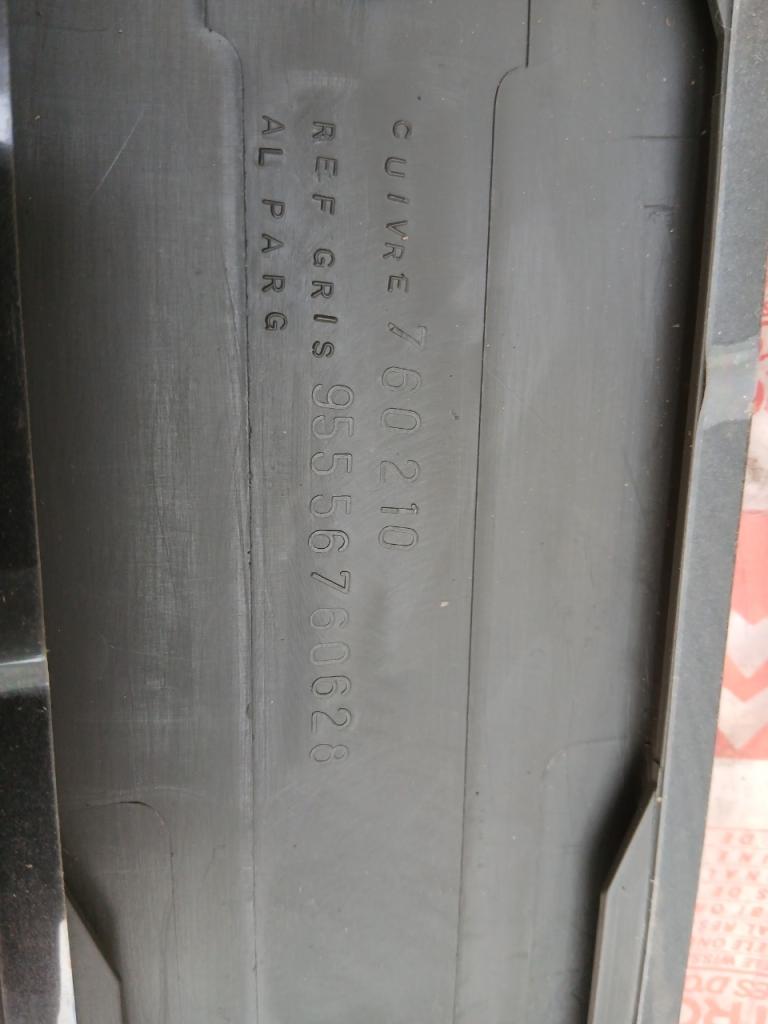 CUIVRE 760210
REF GRIS 95556760628
AL PARG